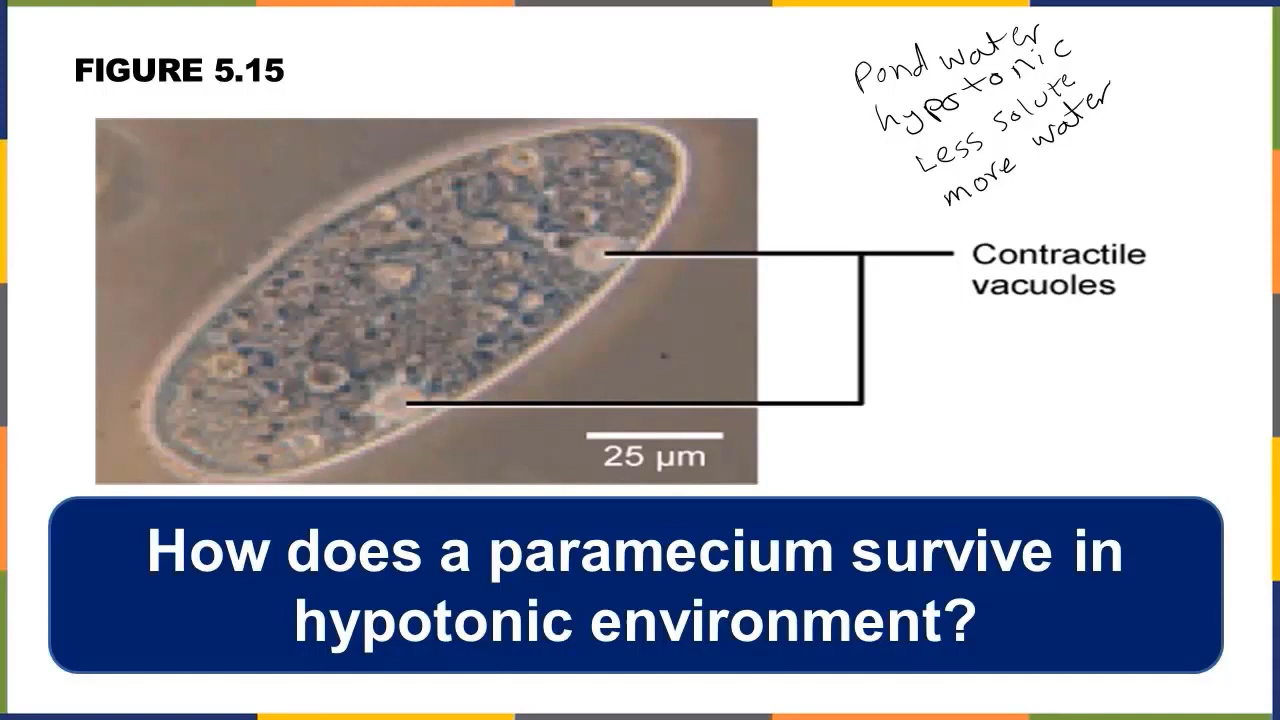 FIGURE 5.15
Pond water
hypotonic
Less solute
more water
Contractile
vacuoles
25 µm
How does a paramecium survive in
hypotonic environment?